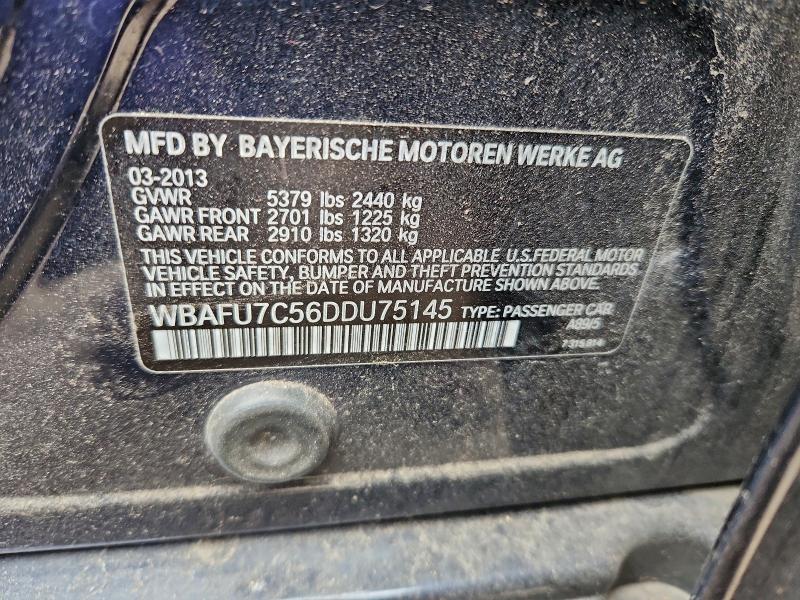 MFD BY BAYERISCHE MOTOREN WERKE AG
03-2013
GVWR 5379 lbs 2440 kg
GAWR FRONT 2701 lbs 1225 kg
GAWR REAR 2910 lbs 1320 kg
THIS VEHICLE CONFORMS TO ALL APPLICABLE U.S.FEDERAL MOTOR
VEHICLE SAFETY, BUMPER AND THEFT PREVENTION STANDARDS
IN EFFECT ON THE DATE OF MANUFACTURE SHOWN ABOVE.
WBAFU7C56DDU75145 TYPE: PASSENGER CAR